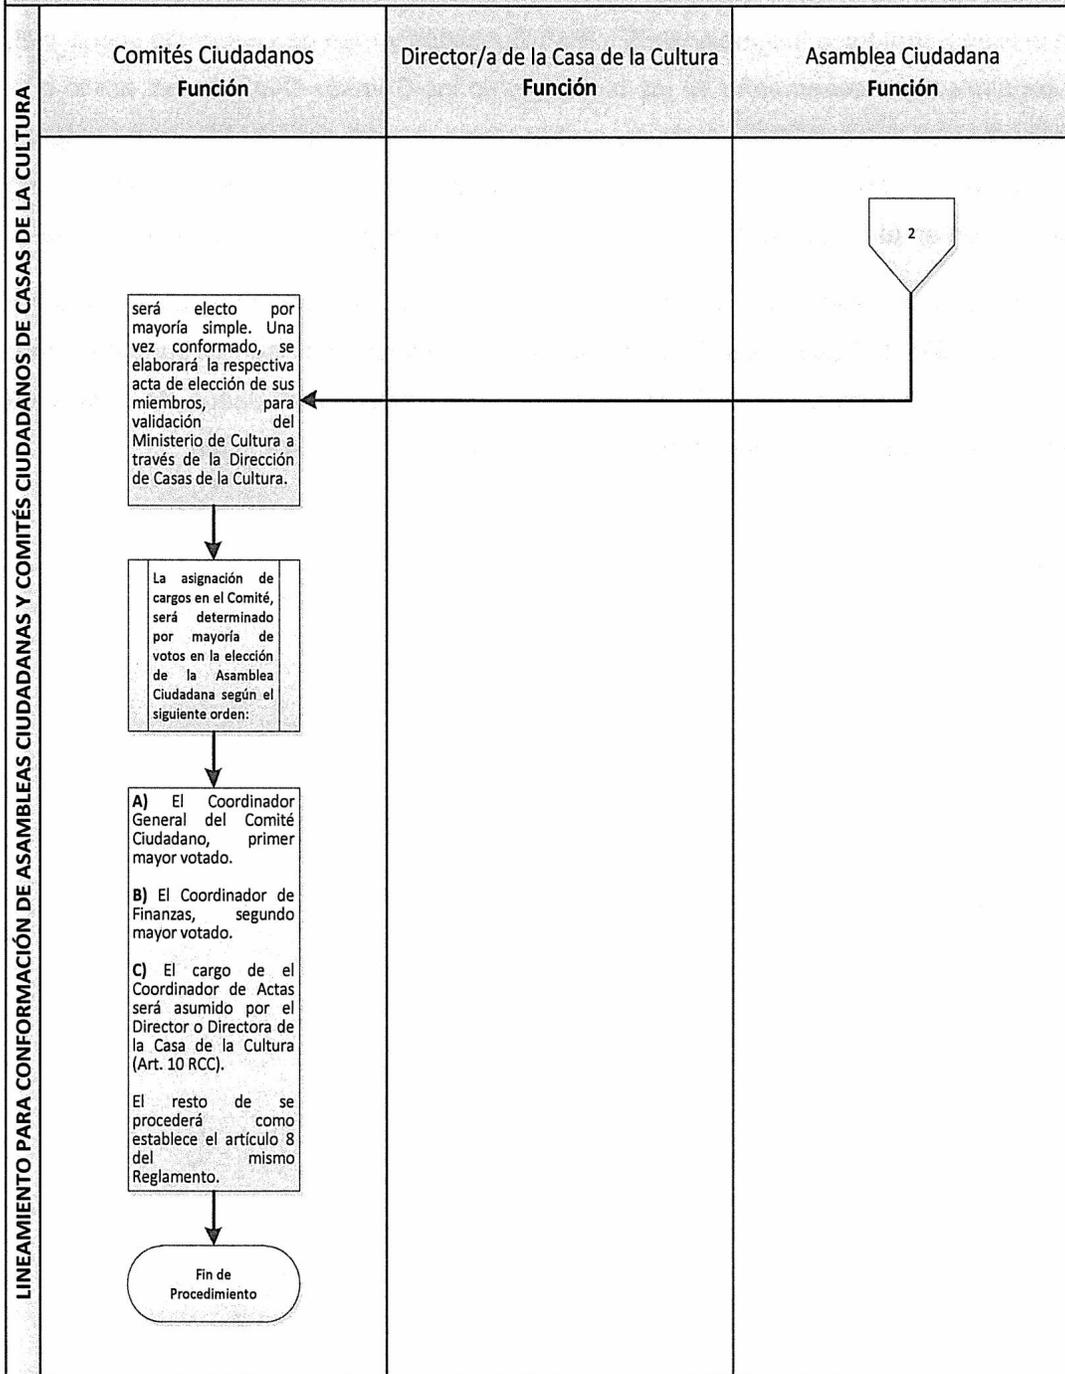 LINEAMIENTO PARA CONFORMACIÓN DE ASAMBLEAS CIUDADANAS Y COMITÉS CIUDADANOS DE CASAS DE LA CULTURA
Comités Ciudadanos
Función
Director/a de la Casa de la Cultura
Función
Asamblea Ciudadana
Función
2
será electo por
mayoría simple. Una
vez conformado, se
elaborará la respectiva
acta de elección de sus
miembros, para
validación del
Ministerio de Cultura a
través de la Dirección
de Casas de la Cultura.
La asignación de
cargos en el Comité,
será determinado
por mayoría de
votos en la elección
de la Asamblea
Ciudadana según el
siguiente orden:
A) El Coordinador
General del Comité
Ciudadano, primer
mayor votado.
B) El Coordinador de
Finanzas, segundo
mayor votado.
C) El cargo de el
Coordinador de Actas
será asumido por el
Director o Directora de
la Casa de la Cultura
(Art. 10 RCC).
El resto de se
procederá como
establece el artículo 8
del mismo
Reglamento.
Fin de
Procedimiento